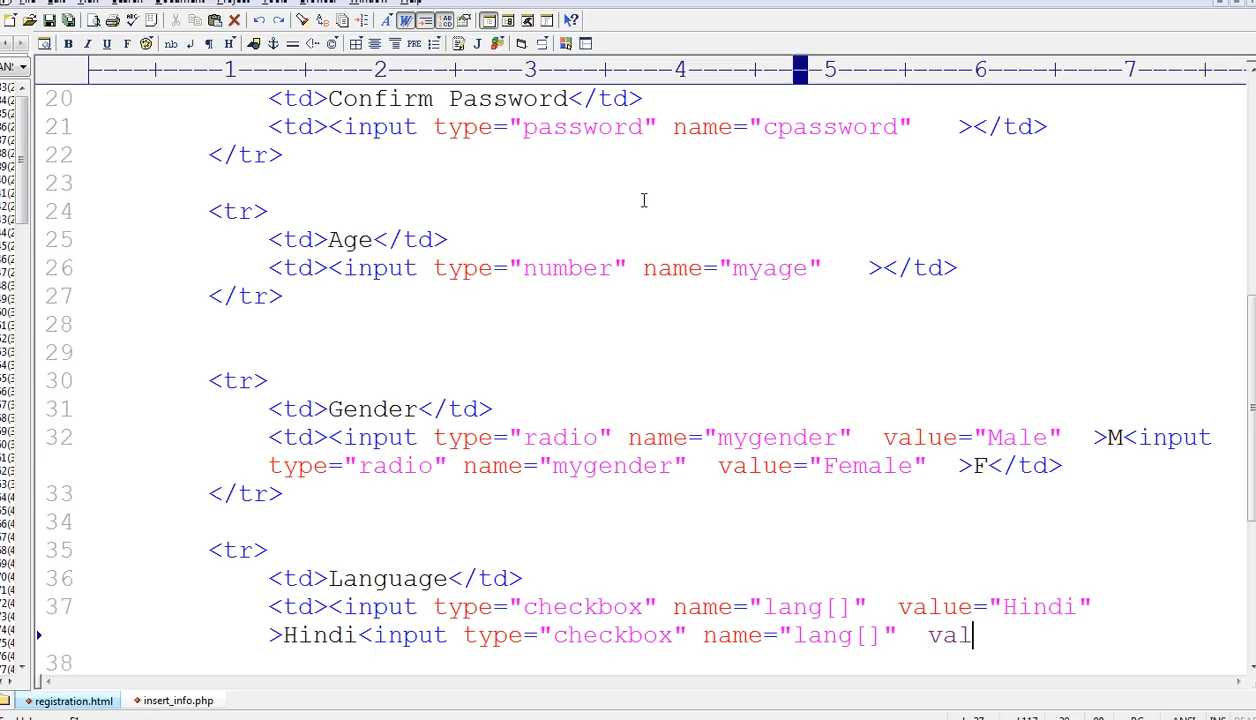 nb
PRE
J
----+----1----+----2----+----3----+----4----+----5----+----6----+----7----+--
20 <td>Confirm Password</td>
21 <td><input type="password" name="cpassword" ></td>
22 </tr>
23
24 <tr>
25 <td>Age</td>
26 <td><input type="number" name="myage" ></td>
27 </tr>
28
29
30 <tr>
31 <td>Gender</td>
32 <td><input type="radio" name="mygender" value="Male" >M<input
type="radio" name="mygender" value="Female" >F</td>
33 </tr>
34
35 <tr>
36 <td>Language</td>
37 <td><input type="checkbox" name="lang[]" value="Hindi"
>Hindi<input type="checkbox" name="lang[]" val
38
registration.html insert_info.php